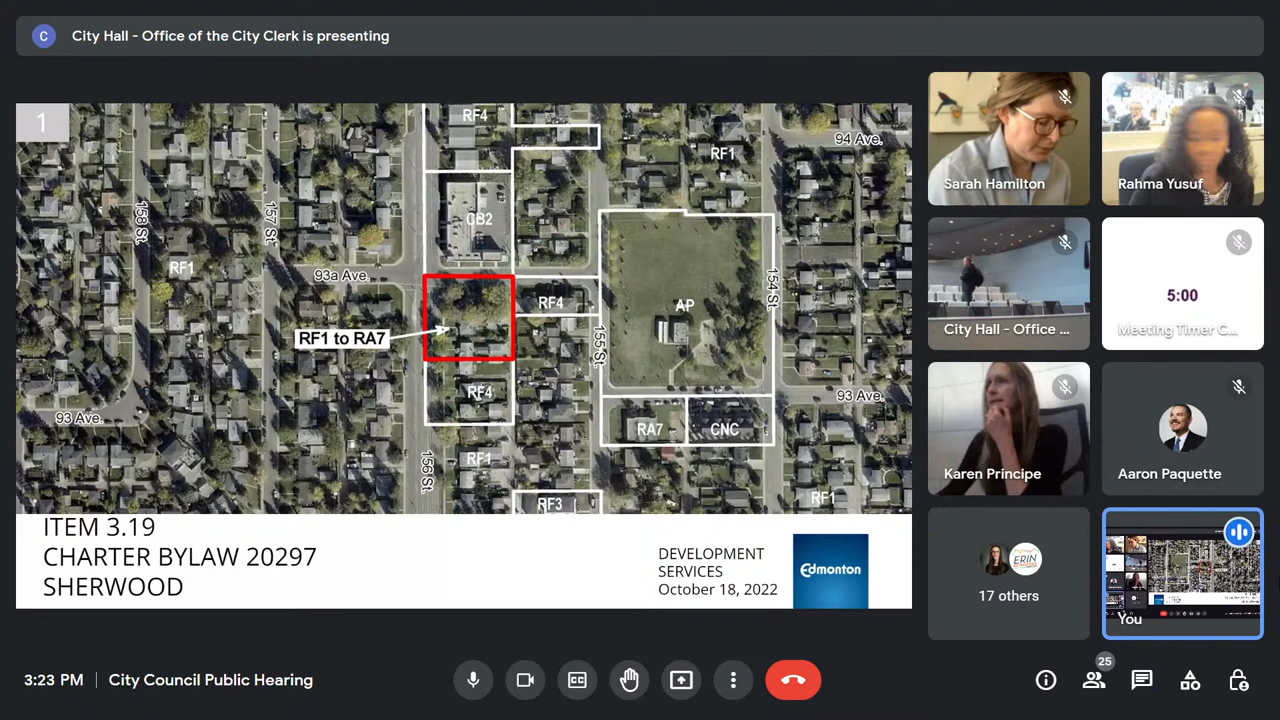 C
City Hall - Office of the City Clerk is presenting
1
RF4
94 Ave.
RF1
158 St.
157 St.
CB2
RF1
93a Ave.
154 St.
RF4
AP
RF1 to RA7
155 St.
RF4
93 Ave.
93 Ave.
RA7
CNC
156 St.
RF1
RF1
RF3
ITEM 3.19
CHARTER BYLAW 20297
SHERWOOD
DEVELOPMENT
SERVICES
October 18, 2022
Edmonton
Sarah Hamilton
Rahma Yusuf
City Hall - Office ...
5:00
Meeting Timer C...
Karen Principe
Aaron Paquette
ERIN
17 others
You
3:23 PM | City Council Public Hearing
25